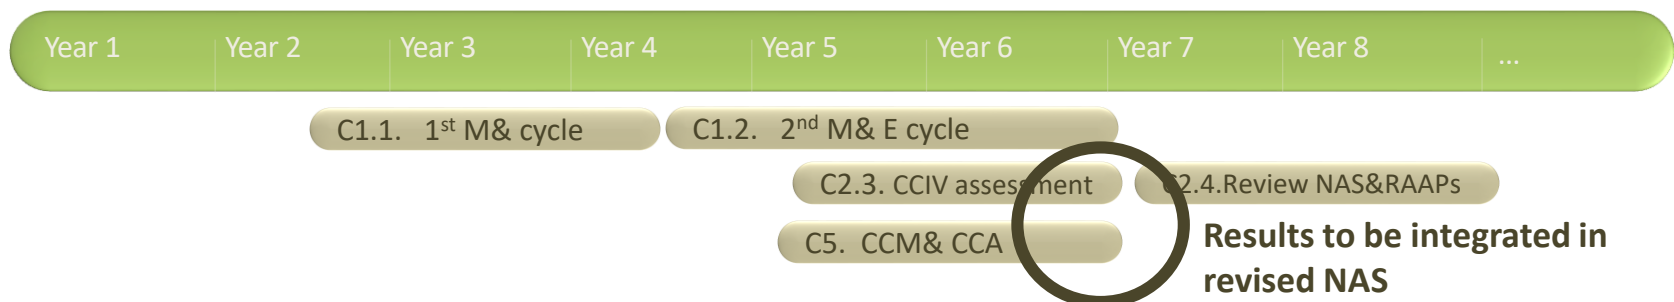 Year 1 Year 2 Year 3 Year 4 Year 5 Year 6 Year 7 Year 8 ...
C1.1. 1st M& cycle C1.2. 2nd M& E cycle
C2.3. CCIV assessment C2.4.Review NAS&RAAPs
C5. CCM& CCA
Results to be integrated in
revised NAS